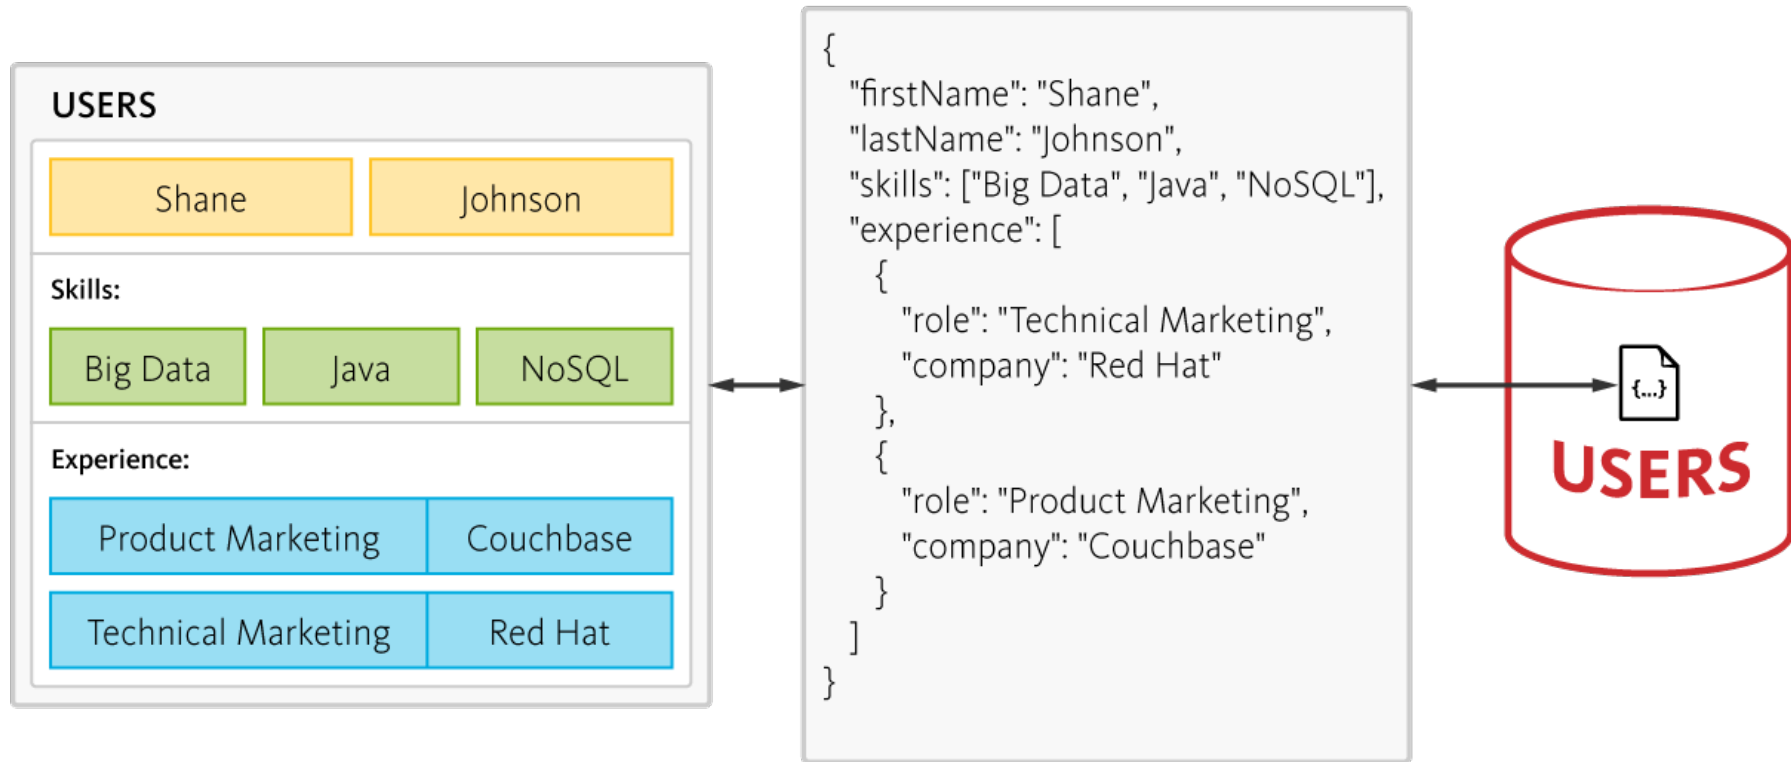 USERS
Shane Johnson
Skills:
Big Data Java NoSQL
Experience:
Product Marketing Couchbase
Technical Marketing Red Hat
{
"firstName": "Shane",
"lastName": "Johnson",
"skills": ["Big Data", "Java", "NoSQL"],
"experience": [
{
"role": "Technical Marketing",
"company": "Red Hat"
},
{
"role": "Product Marketing",
"company": "Couchbase"
}
]
}
{...}
USERS